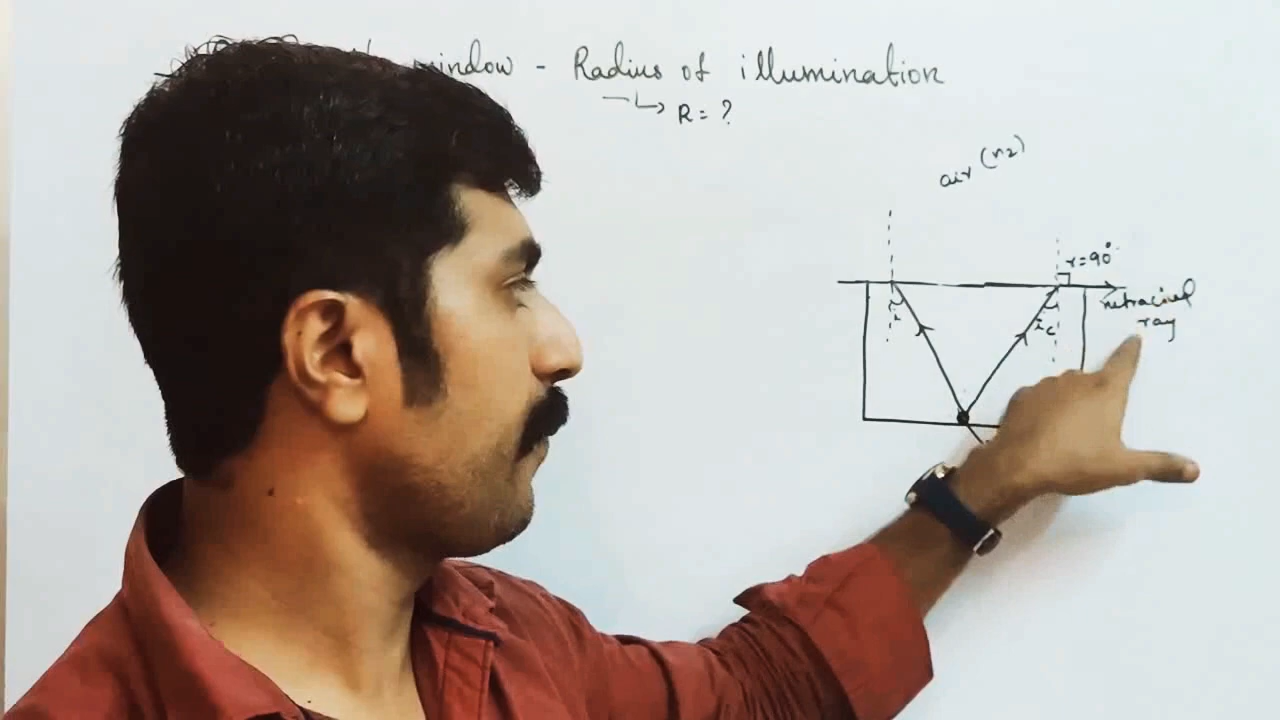 window - Radius of illumination
R = ?
air (n2)
r=90°
i
ic
refracted
ray